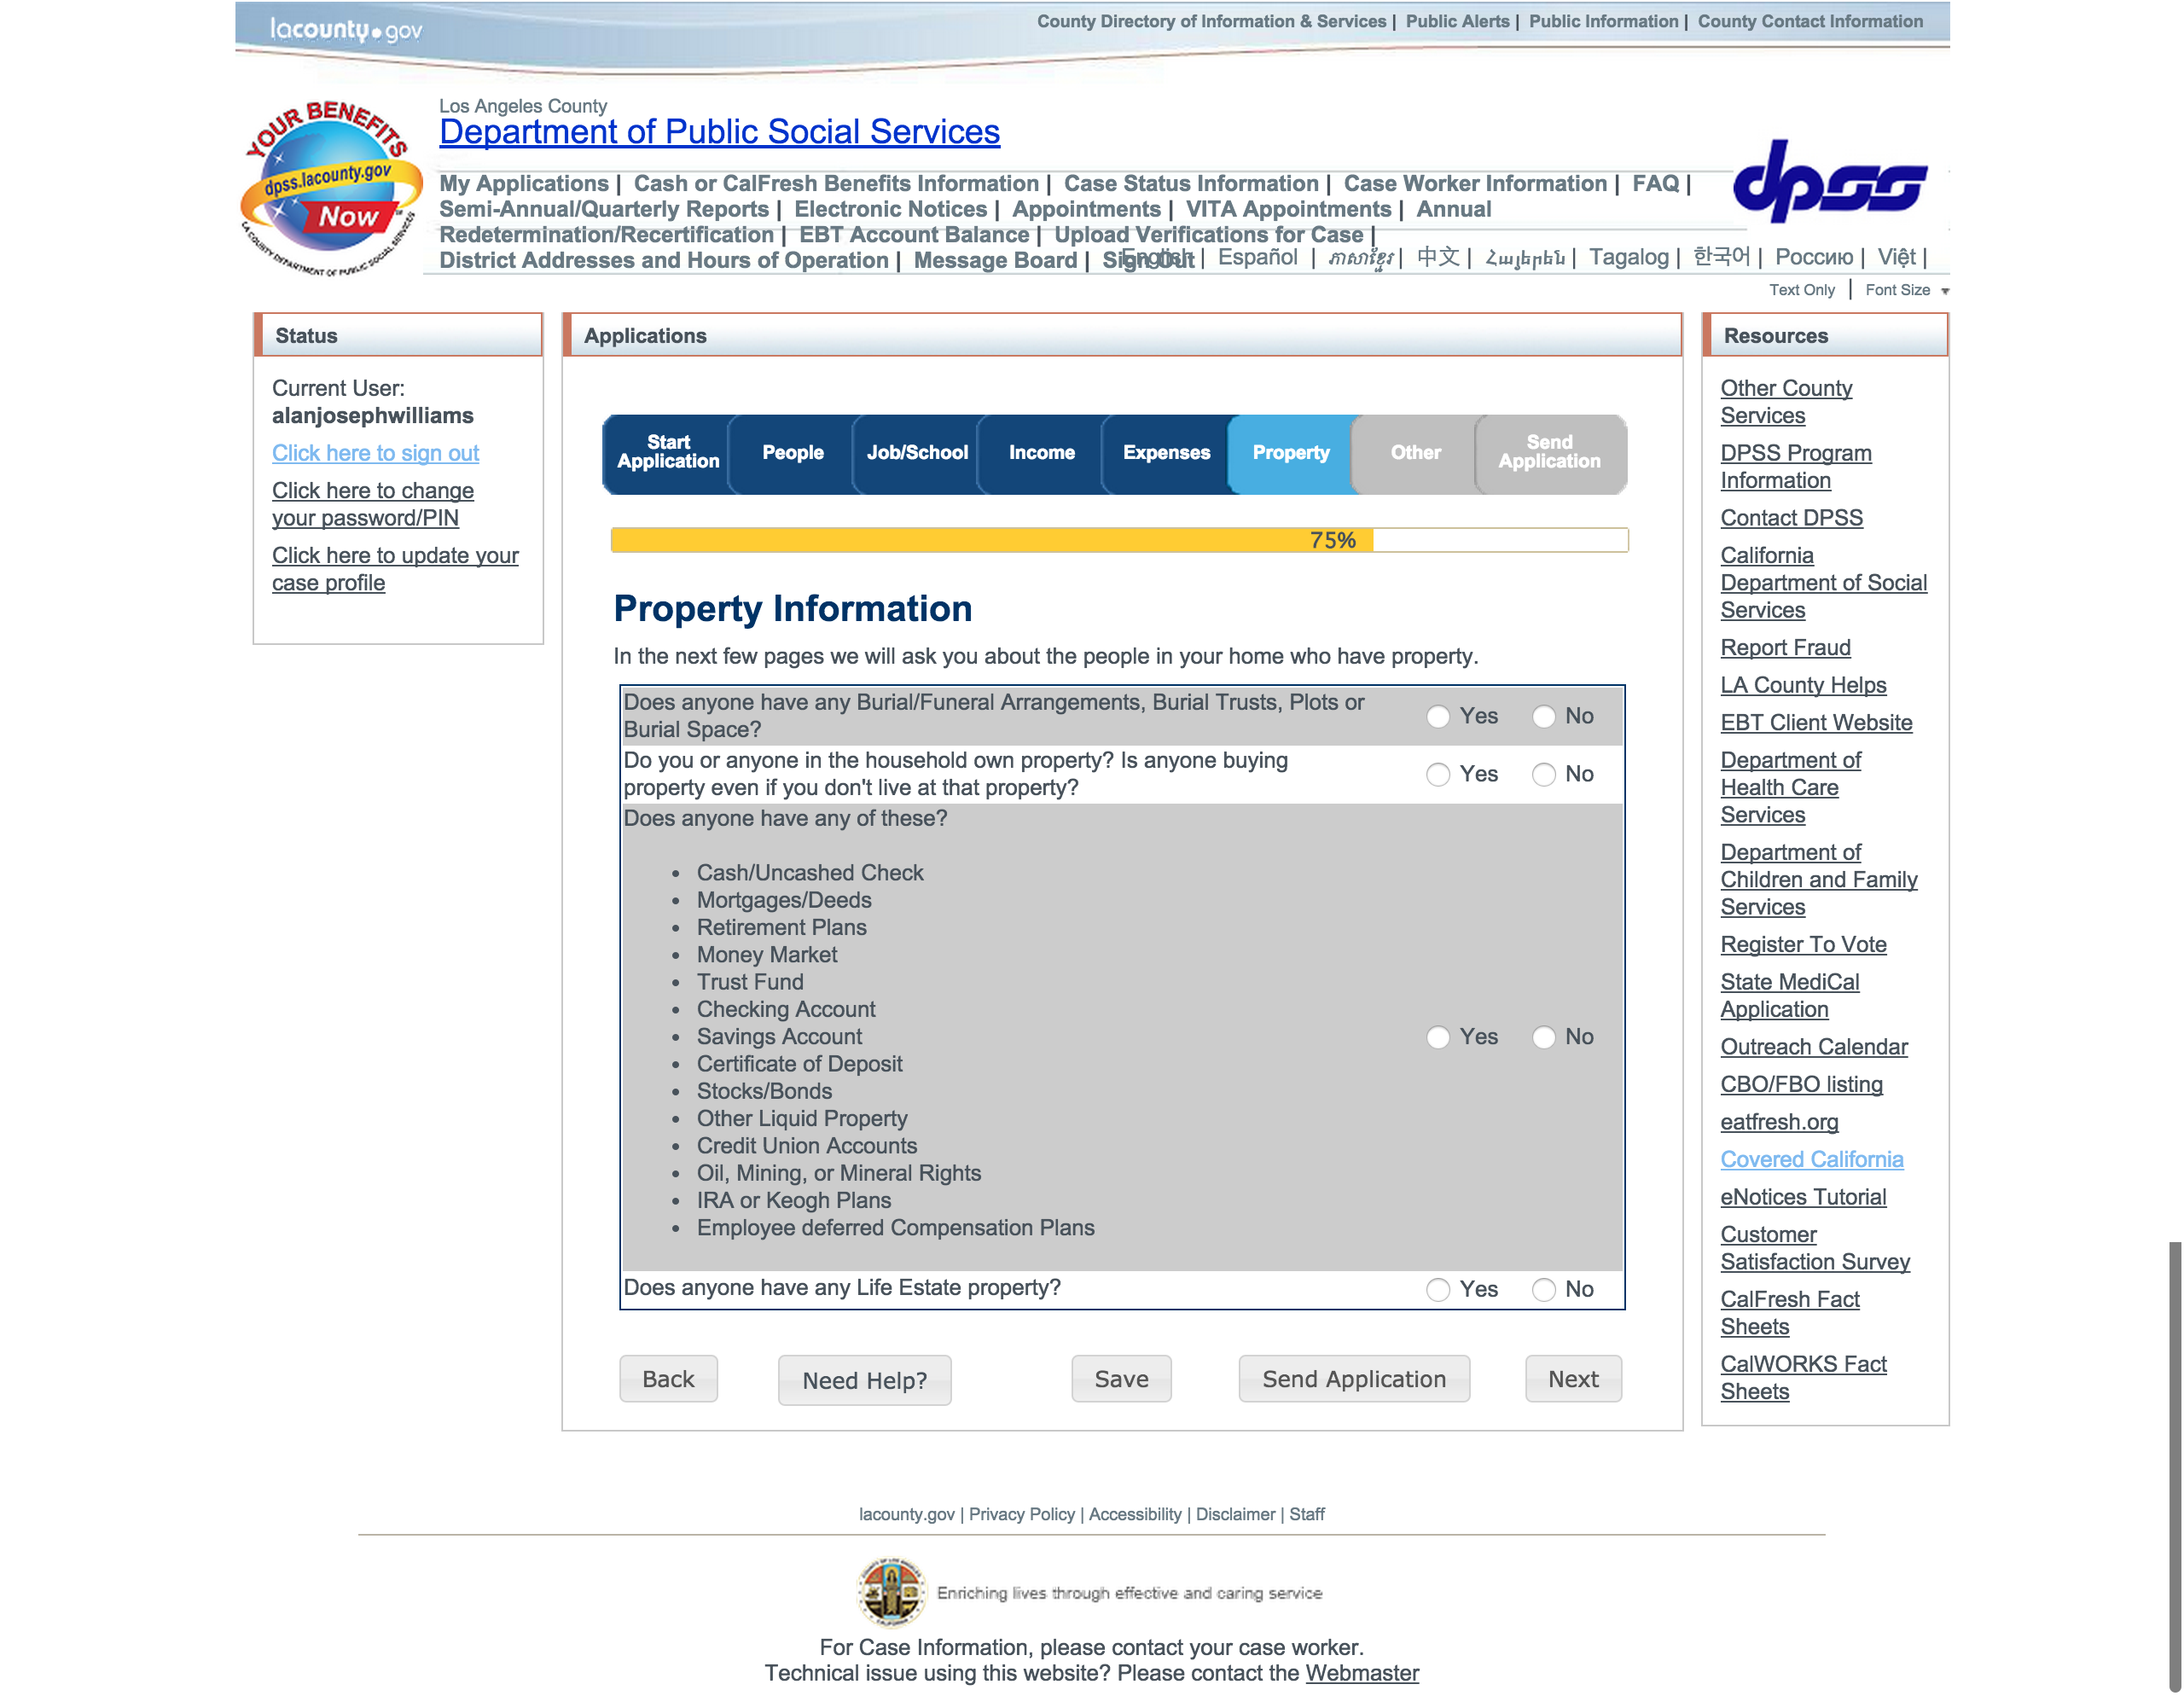 lacounty.gov
County Directory of Information & Services | Public Alerts | Public Information | County Contact Information
YOUR BENEFITS
dpss.lacounty.gov
Now
LA COUNTY DEPARTMENT OF PUBLIC SOCIAL SERVICES
Los Angeles County
Department of Public Social Services
dpss
My Applications | Cash or CalFresh Benefits Information | Case Status Information | Case Worker Information | FAQ |
Semi-Annual/Quarterly Reports | Electronic Notices | Appointments | VITA Appointments | Annual
Redetermination/Recertification | EBT Account Balance | Upload Verifications for Case |
District Addresses and Hours of Operation | Message Board | Sign Out
English | Español | ភាសាខ្មែរ | 中文 | Հայերեն | Tagalog | 한국어 | Россию | Việt |
Text Only | Font Size
Status
Current User:
alanjosephwilliams
Click here to sign out
Click here to change
your password/PIN
Click here to update your
case profile
Applications
Start
Application
People
Job/School
Income
Expenses
Property
Other
Send
Application
75%
Property Information
In the next few pages we will ask you about the people in your home who have property.
Does anyone have any Burial/Funeral Arrangements, Burial Trusts, Plots or
Burial Space?
Yes No
Do you or anyone in the household own property? Is anyone buying
property even if you don't live at that property?
Yes No
Does anyone have any of these?
• Cash/Uncashed Check
• Mortgages/Deeds
• Retirement Plans
• Money Market
• Trust Fund
• Checking Account
• Savings Account
• Certificate of Deposit
• Stocks/Bonds
• Other Liquid Property
• Credit Union Accounts
• Oil, Mining, or Mineral Rights
• IRA or Keogh Plans
• Employee deferred Compensation Plans
Yes No
Does anyone have any Life Estate property?
Yes No
Back
Need Help?
Save
Send Application
Next
Resources
Other County
Services
DPSS Program
Information
Contact DPSS
California
Department of Social
Services
Report Fraud
LA County Helps
EBT Client Website
Department of
Health Care
Services
Department of
Children and Family
Services
Register To Vote
State MediCal
Application
Outreach Calendar
CBO/FBO listing
eatfresh.org
Covered California
eNotices Tutorial
Customer
Satisfaction Survey
CalFresh Fact
Sheets
CalWORKS Fact
Sheets
lacounty.gov | Privacy Policy | Accessibility | Disclaimer | Staff
Enriching lives through effective and caring service
For Case Information, please contact your case worker.
Technical issue using this website? Please contact the Webmaster